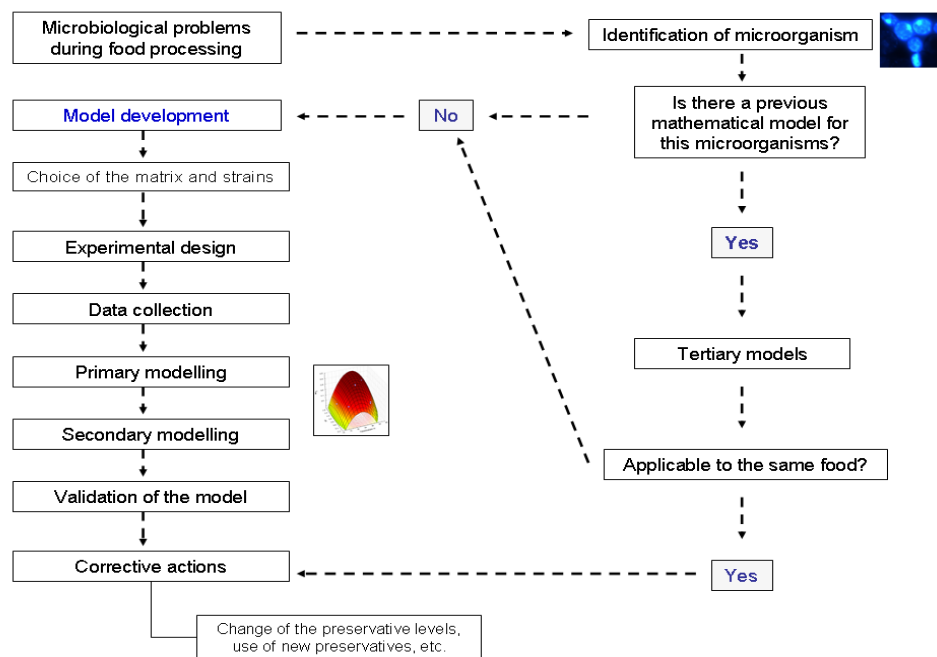 Microbiological problems
during food processing
Identification of microorganism
Is there a previous
mathematical model for
this microorganisms?
No
Model development
Choice of the matrix and strains
Experimental design
Yes
Data collection
Tertiary models
Primary modelling
Secondary modelling
Applicable to the same food?
Validation of the model
Corrective actions
Yes
Change of the preservative levels,
use of new preservatives, etc.